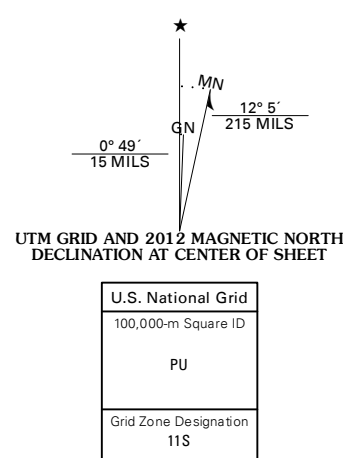 ★
MN
12° 5´
215 MILS
GN
0° 49´
15 MILS
UTM GRID AND 2012 MAGNETIC NORTH
DECLINATION AT CENTER OF SHEET
U.S. National Grid
100,000-m Square ID
PU
Grid Zone Designation
11S